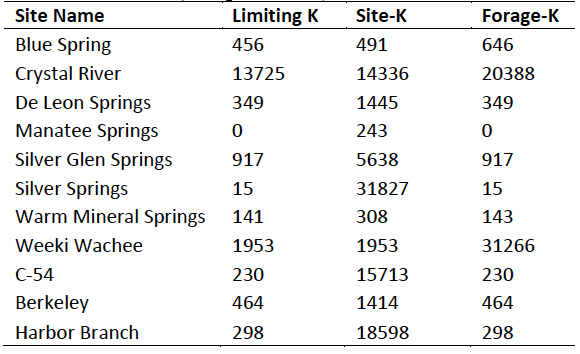 Site Name Limiting K Site-K Forage-K
Blue Spring 456 491 646
Crystal River 13725 14336 20388
De Leon Springs 349 1445 349
Manatee Springs 0 243 0
Silver Glen Springs 917 5638 917
Silver Springs 15 31827 15
Warm Mineral Springs 141 308 143
Weeki Wachee 1953 1953 31266
C-54 230 15713 230
Berkeley 464 1414 464
Harbor Branch 298 18598 298